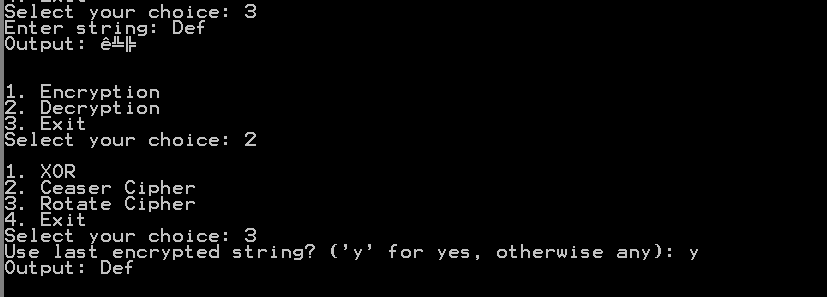 4. Exit
Select your choice: 3
Enter string: Def
Output: ê╩╠
1. Encryption
2. Decryption
3. Exit
Select your choice: 2
1. XOR
2. Ceaser Cipher
3. Rotate Cipher
4. Exit
Select your choice: 3
Use last encrypted string? ('y' for yes, otherwise any): y
Output: Def